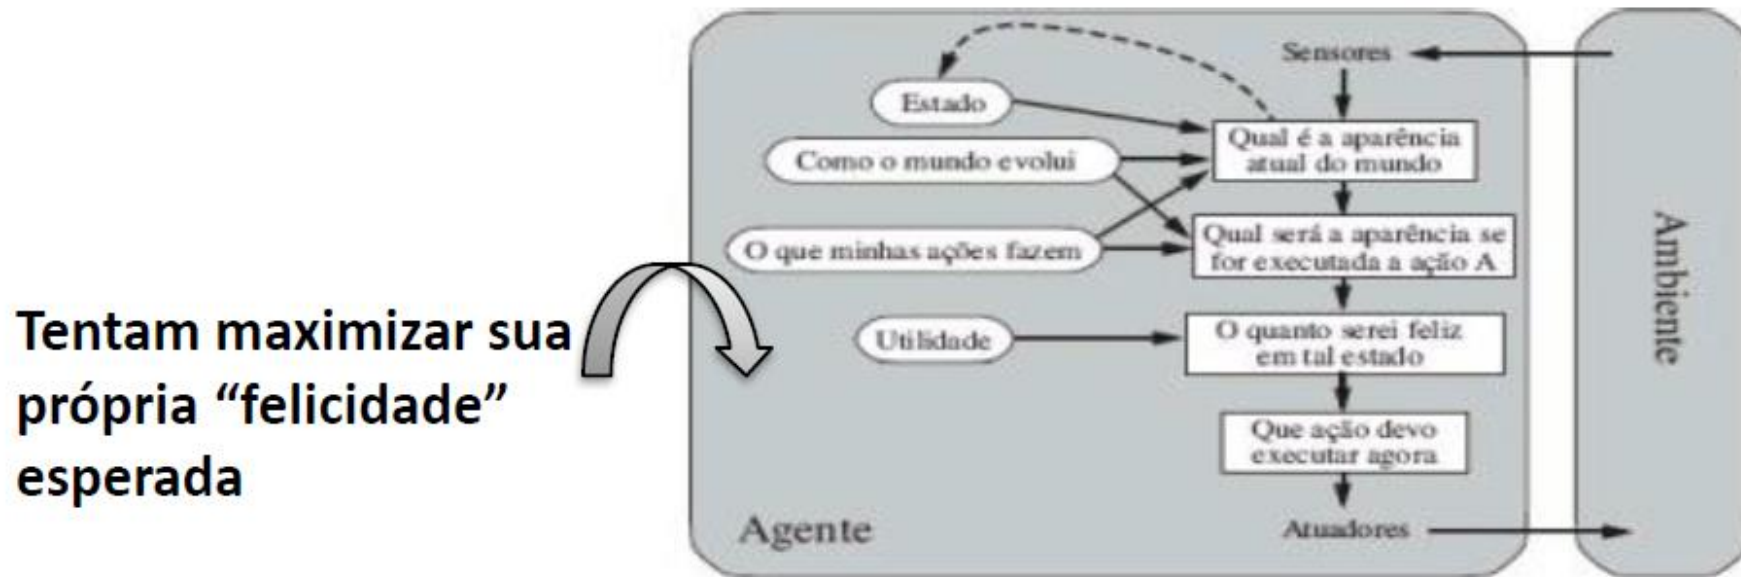 Tentam maximizar sua
própria “felicidade”
esperada
Sensores
Estado
Qual é a aparência
atual do mundo
Como o mundo evolui
Qual será a aparência se
for executada a ação A
O que minhas ações fazem
O quanto serei feliz
em tal estado
Utilidade
Que ação devo
executar agora
Agente
Atuadores
Ambiente